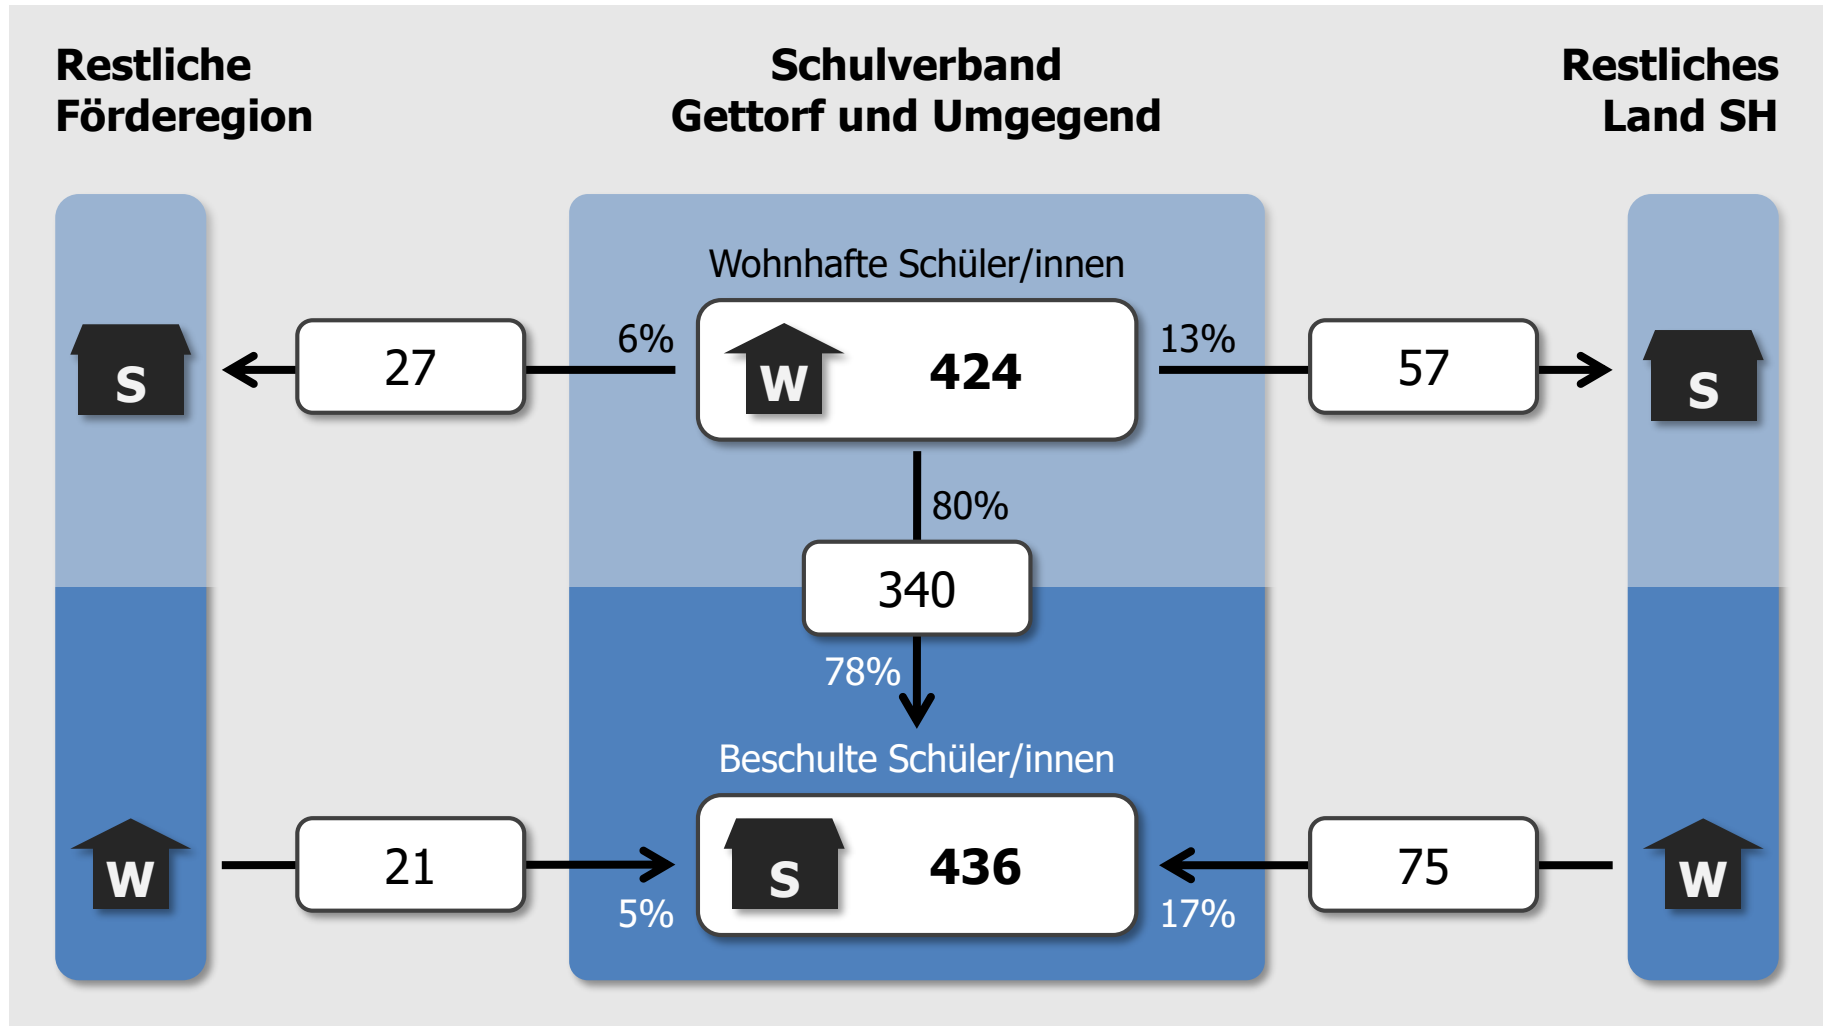 Restliche
Förderegion
Schulverband
Gettorf und Umgegend
Restliches
Land SH
Wohnhafte Schüler/innen
S
27
6%
W
424
13%
57
S
80%
340
78%
Beschulte Schüler/innen
W
21
5%
S
436
17%
75
W